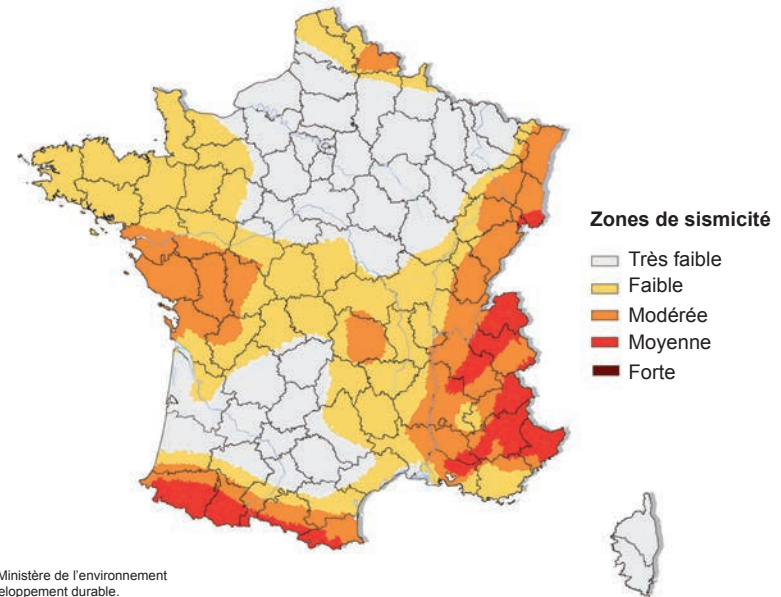 Zones de sismicité
Très faible
Faible
Modérée
Moyenne
Forte
Ministère de l'environnement
eloppement durable.